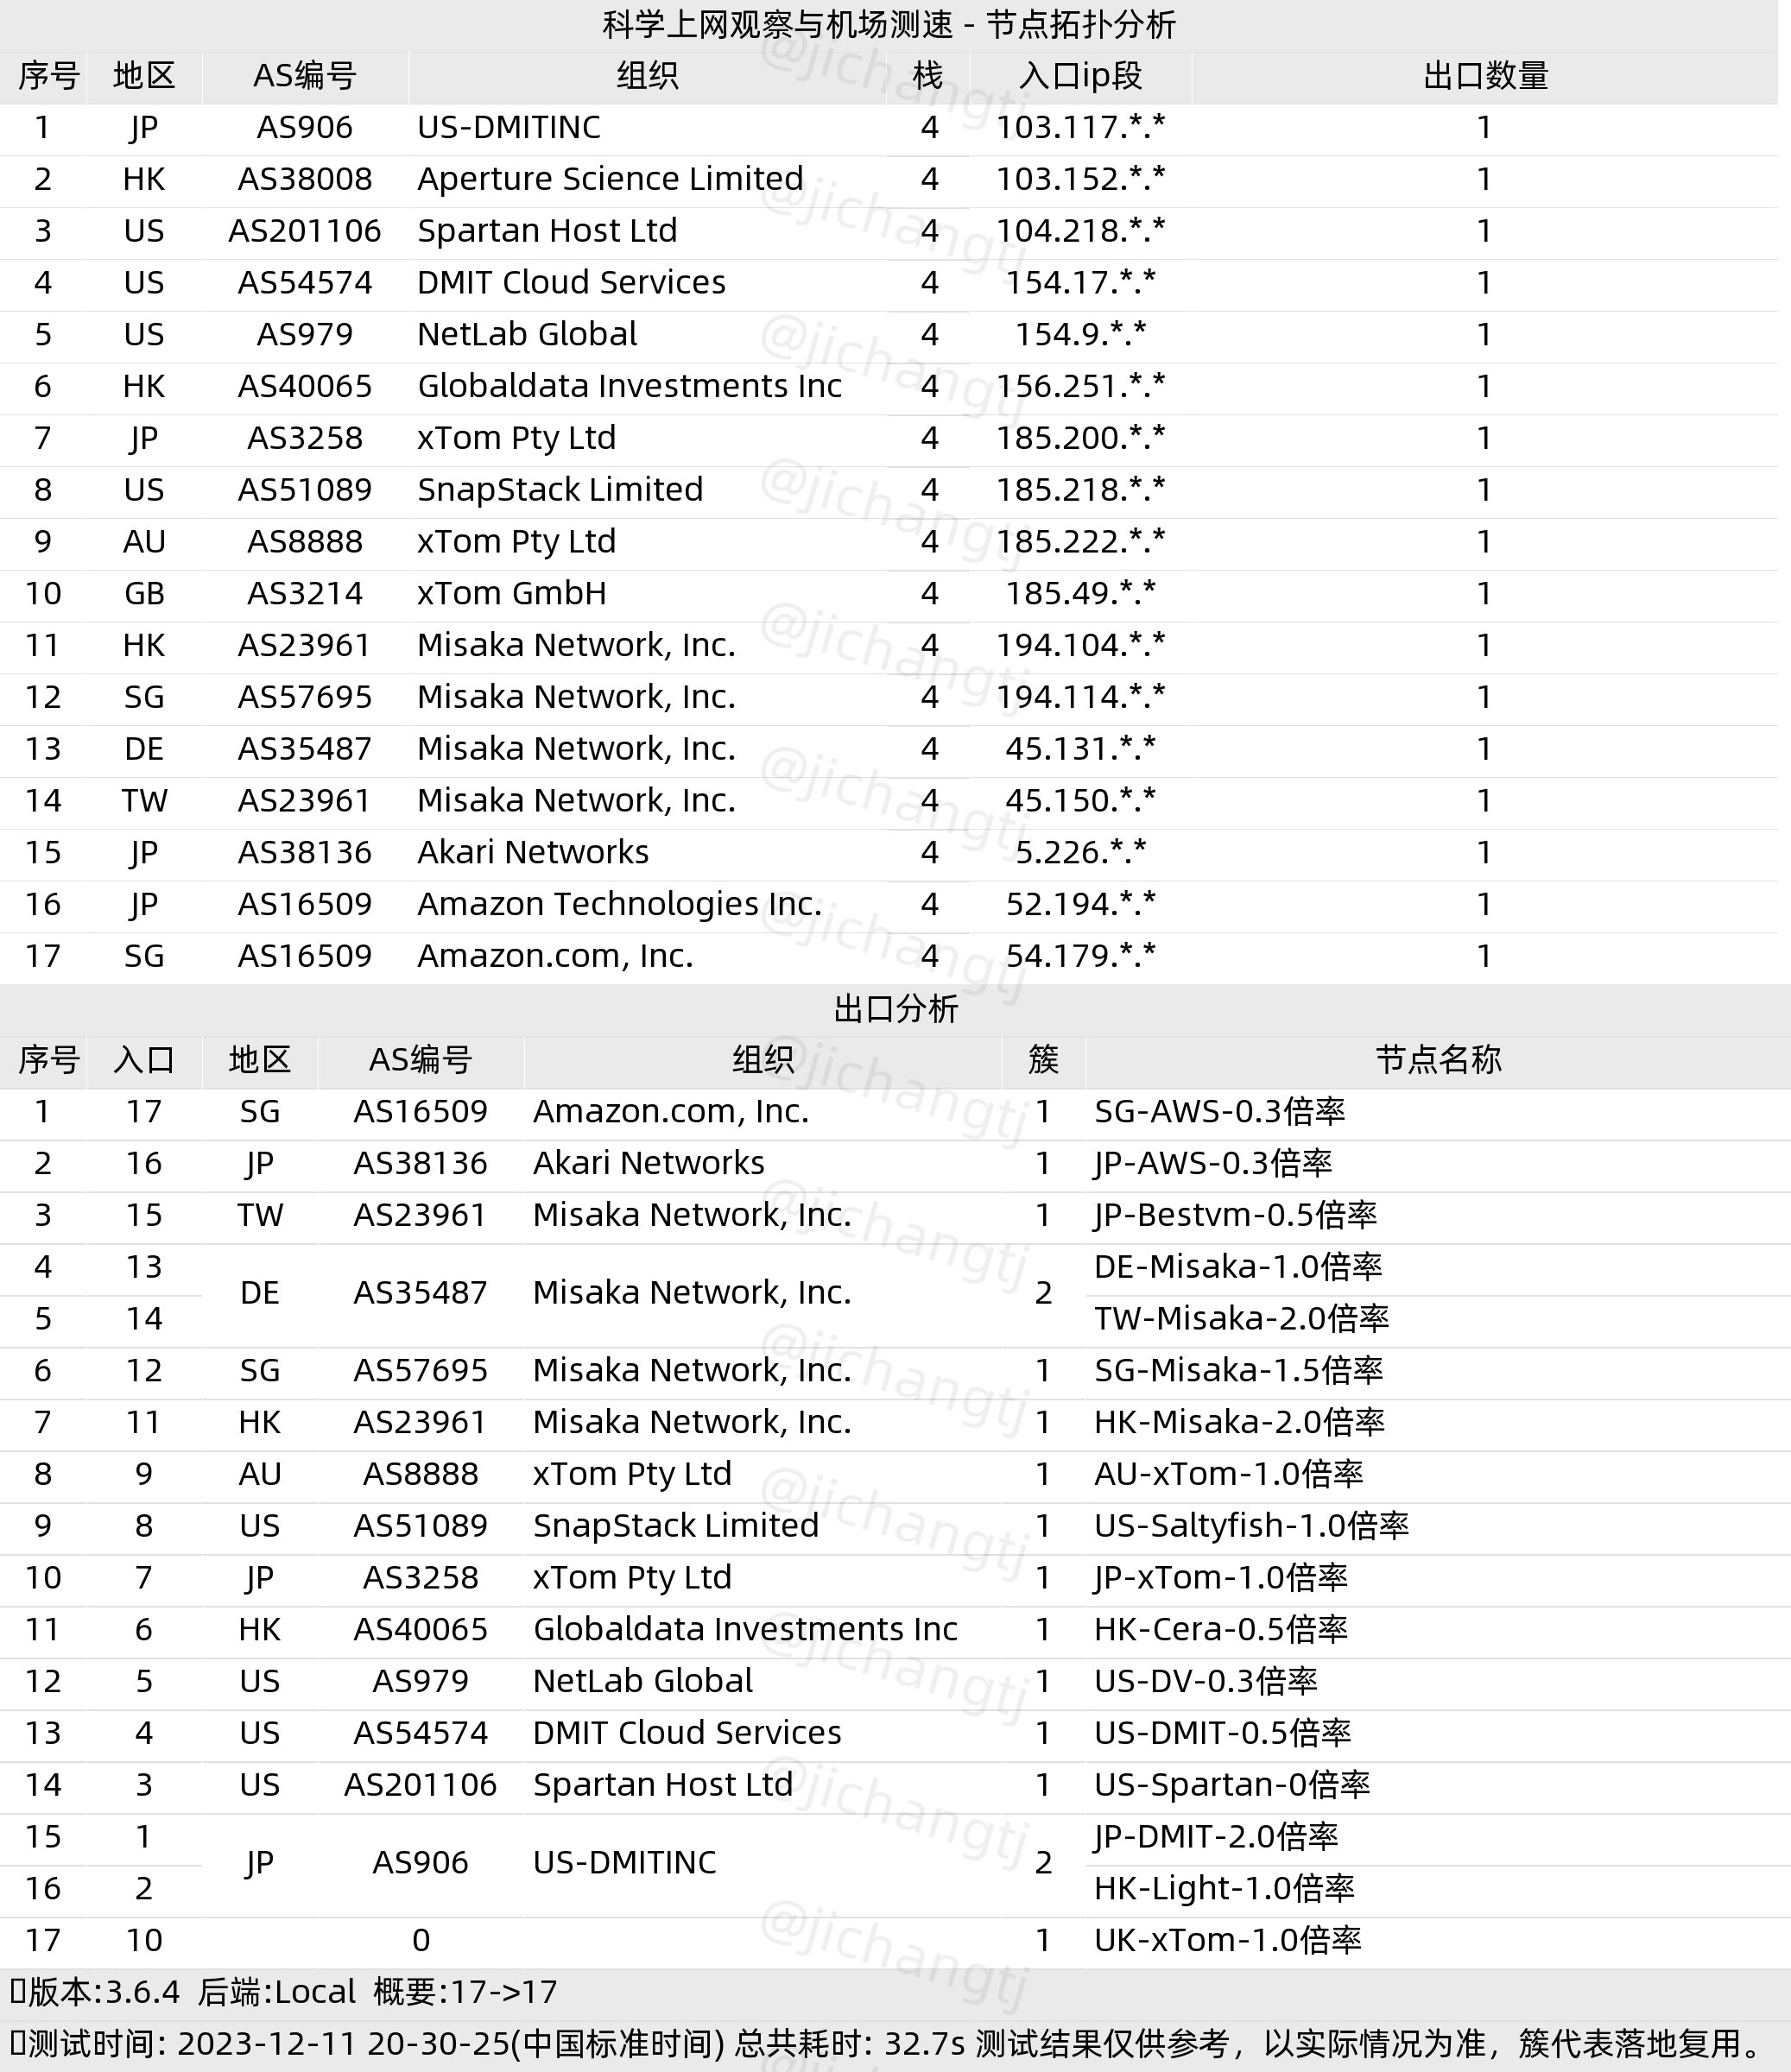 科学上网观察与机场测速 - 节点拓扑分析
序号 地区 AS编号 组织 栈 入口ip段 出口数量
1 JP AS906 US-DMITINC 4 103.117.*.* 1
2 HK AS38008 Aperture Science Limited 4 103.152.*.* 1
3 US AS201106 Spartan Host Ltd 4 104.218.*.* 1
4 US AS54574 DMIT Cloud Services 4 154.17.*.* 1
5 US AS979 NetLab Global 4 154.9.*.* 1
6 HK AS40065 Globaldata Investments Inc 4 156.251.*.* 1
7 JP AS3258 xTom Pty Ltd 4 185.200.*.* 1
8 US AS51089 SnapStack Limited 4 185.218.*.* 1
9 AU AS8888 xTom Pty Ltd 4 185.222.*.* 1
10 GB AS3214 xTom GmbH 4 185.49.*.* 1
11 HK AS23961 Misaka Network, Inc. 4 194.104.*.* 1
12 SG AS57695 Misaka Network, Inc. 4 194.114.*.* 1
13 DE AS35487 Misaka Network, Inc. 4 45.131.*.* 1
14 TW AS23961 Misaka Network, Inc. 4 45.150.*.* 1
15 JP AS38136 Akari Networks 4 5.226.*.* 1
16 JP AS16509 Amazon Technologies Inc. 4 52.194.*.* 1
17 SG AS16509 Amazon.com, Inc. 4 54.179.*.* 1
出口分析
序号 入口 地区 AS编号 组织 簇 节点名称
1 17 SG AS16509 Amazon.com, Inc. 1 SG-AWS-0.3倍率
2 16 JP AS38136 Akari Networks 1 JP-AWS-0.3倍率
3 15 TW AS23961 Misaka Network, Inc. 1 JP-Bestvm-0.5倍率
4 13 DE-Misaka-1.0倍率
DE AS35487 Misaka Network, Inc. 2
5 14 TW-Misaka-2.0倍率
6 12 SG AS57695 Misaka Network, Inc. 1 SG-Misaka-1.5倍率
7 11 HK AS23961 Misaka Network, Inc. 1 HK-Misaka-2.0倍率
8 9 AU AS8888 xTom Pty Ltd 1 AU-xTom-1.0倍率
9 8 US AS51089 SnapStack Limited 1 US-Saltyfish-1.0倍率
10 7 JP AS3258 xTom Pty Ltd 1 JP-xTom-1.0倍率
11 6 HK AS40065 Globaldata Investments Inc 1 HK-Cera-0.5倍率
12 5 US AS979 NetLab Global 1 US-DV-0.3倍率
13 4 US AS54574 DMIT Cloud Services 1 US-DMIT-0.5倍率
14 3 US AS201106 Spartan Host Ltd 1 US-Spartan-0倍率
15 1 JP-DMIT-2.0倍率
JP AS906 US-DMITINC 2
16 2 HK-Light-1.0倍率
17 10 0 1 UK-xTom-1.0倍率
版本:3.6.4 后端:Local 概要:17->17
测试时间: 2023-12-11 20-30-25(中国标准时间) 总共耗时: 32.7s 测试结果仅供参考，以实际情况为准，簇代表落地复用。
@jichangtj
@jichangtj
@jichangtj
@jichangtj
@jichangtj
@jichangtj
@jichangtj
@jichangtj
@jichangtj
@jichangtj
@jichangtj
@jichangtj
@jichangtj
@jichangtj